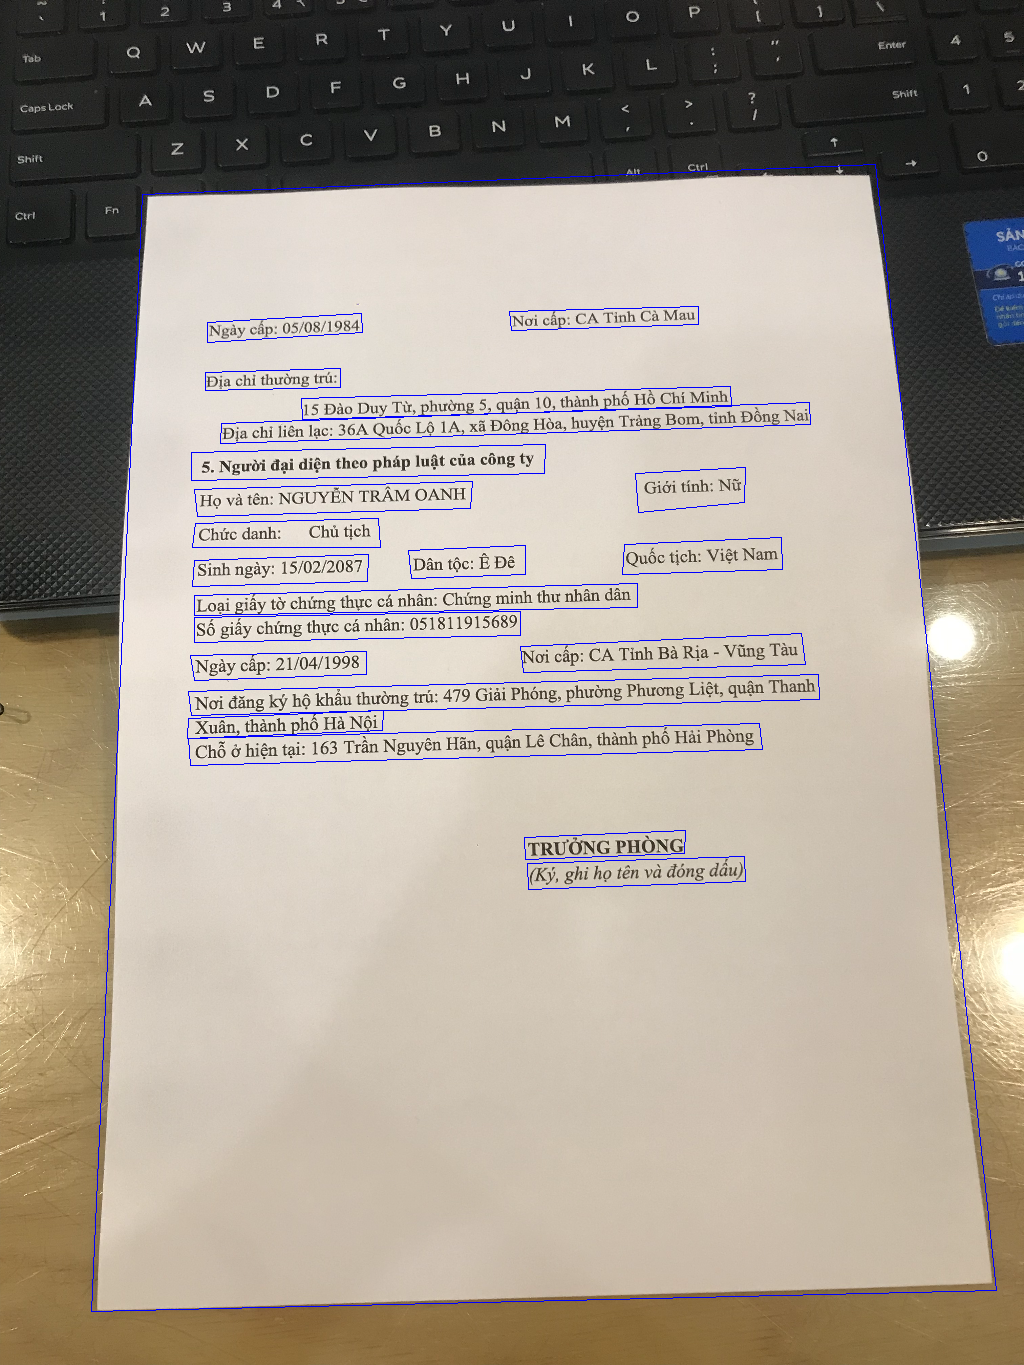 ~ 1 2 3 4
Tab Q W E R T Y U I O P [ ] \ Enter 4 5
Caps Lock A S D F G H J K L : ; " ' Shift 1 2
Shift Z X C V B N M < , > . ? / ↑ 0
Ctrl Fn Alt Ctrl ↓ →
SẢN
Ngày cấp: 05/08/1984 Nơi cấp: CA Tỉnh Cà Mau
Địa chỉ thường trú:
15 Đào Duy Từ, phường 5, quận 10, thành phố Hồ Chí Minh
Địa chỉ liên lạc: 36A Quốc Lộ 1A, xã Đông Hòa, huyện Trảng Bom, tỉnh Đồng Nai
5. Người đại diện theo pháp luật của công ty
Họ và tên: NGUYỄN TRÂM OANH Giới tính: Nữ
Chức danh: Chủ tịch
Sinh ngày: 15/02/2087 Dân tộc: Ê Đê Quốc tịch: Việt Nam
Loại giấy tờ chứng thực cá nhân: Chứng minh thư nhân dân
Số giấy chứng thực cá nhân: 051811915689
Ngày cấp: 21/04/1998 Nơi cấp: CA Tỉnh Bà Rịa - Vũng Tàu
Nơi đăng ký hộ khẩu thường trú: 479 Giải Phóng, phường Phương Liệt, quận Thanh
Xuân, thành phố Hà Nội
Chỗ ở hiện tại: 163 Trần Nguyên Hãn, quận Lê Chân, thành phố Hải Phòng
TRƯỞNG PHÒNG
(Ký, ghi họ tên và đóng dấu)